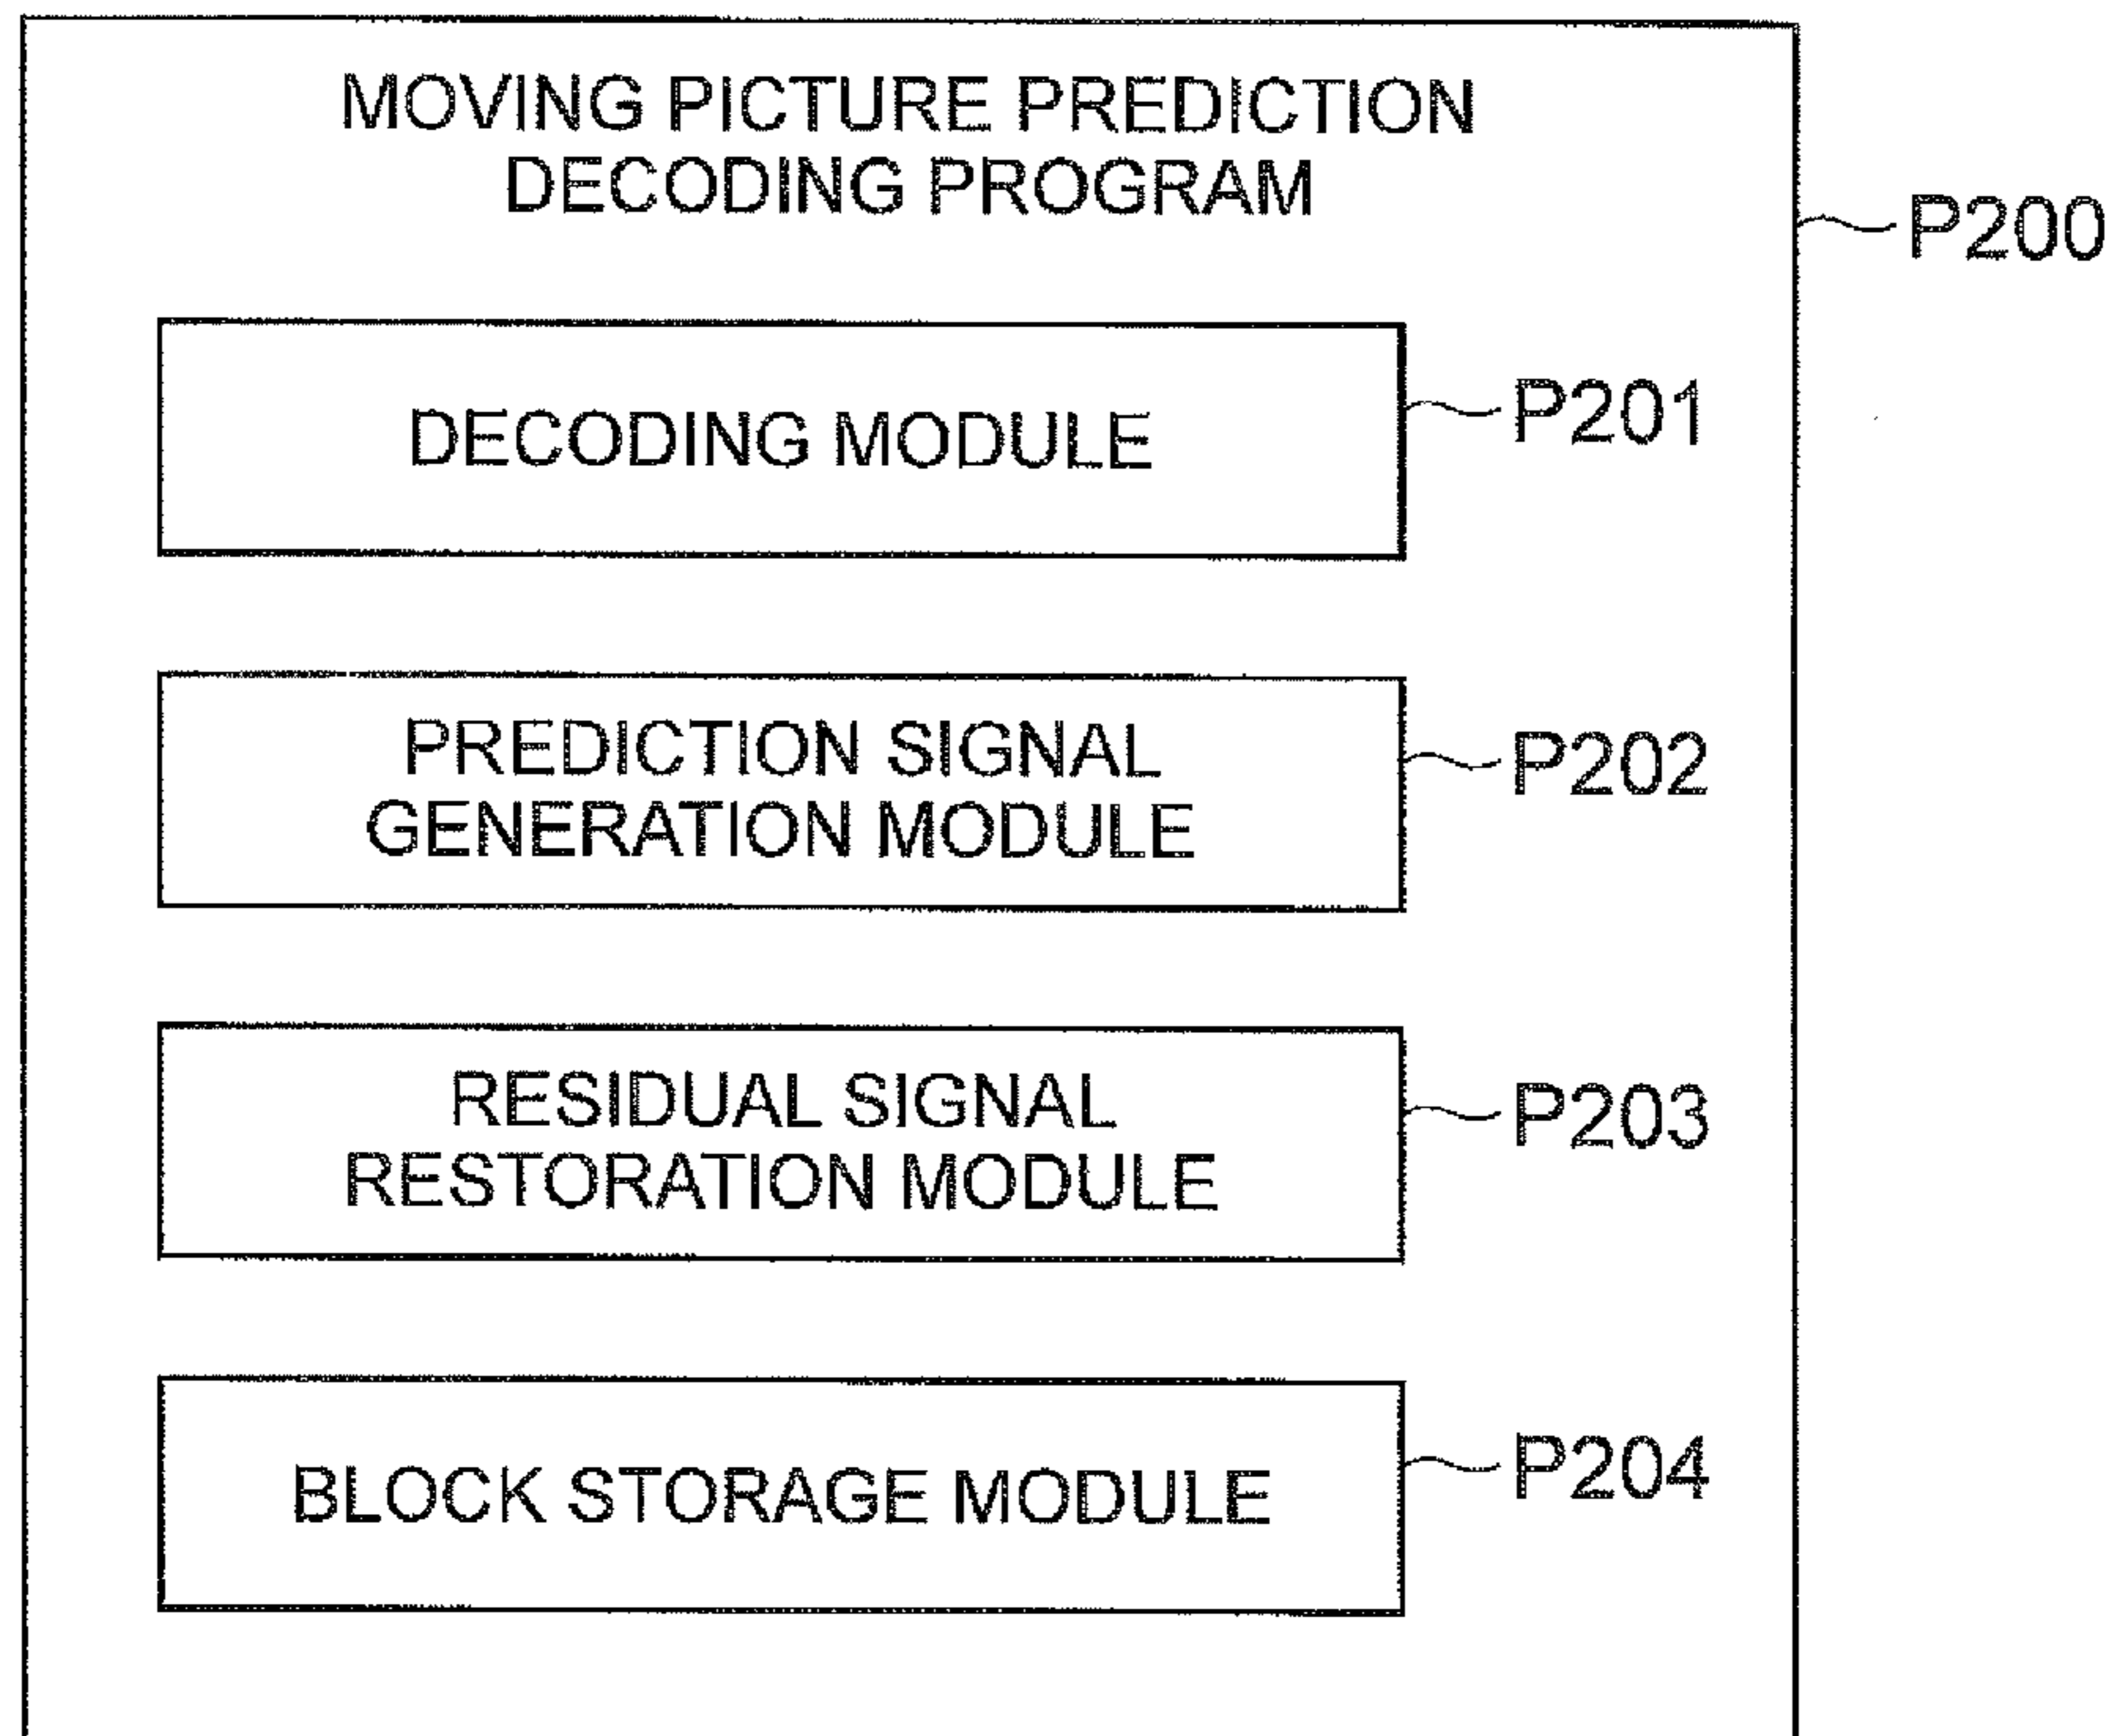 MOVING PICTURE PREDICTION
DECODING PROGRAM
P200
DECODING MODULE
P201
PREDICTION SIGNAL
GENERATION MODULE
P202
RESIDUAL SIGNAL
RESTORATION MODULE
P203
BLOCK STORAGE MODULE
P204